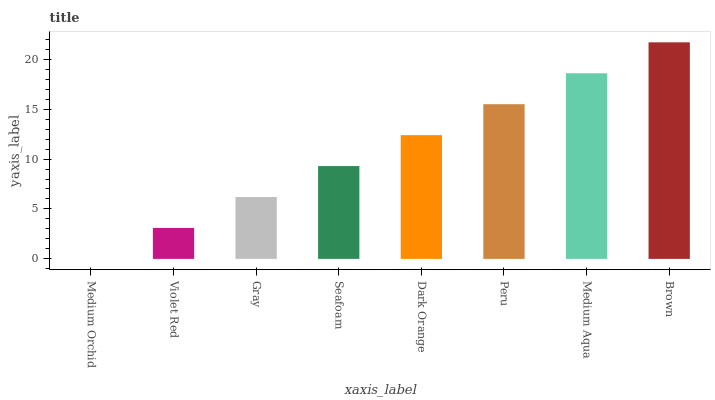 title
yaxis_label
20
15
10
5
0
Medium Orchid
Violet Red
Gray
Seafoam
Dark Orange
Peru
Medium Aqua
Brown
xaxis_label